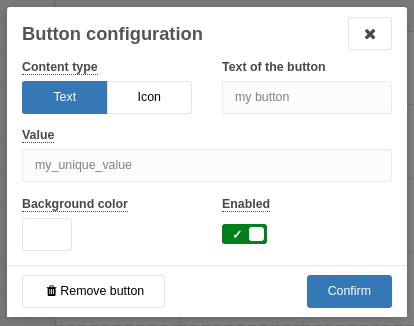 Button configuration
Content type
Text of the button
Text
Icon
my button
Value
my_unique_value
Background color
Enabled
Remove button
Confirm